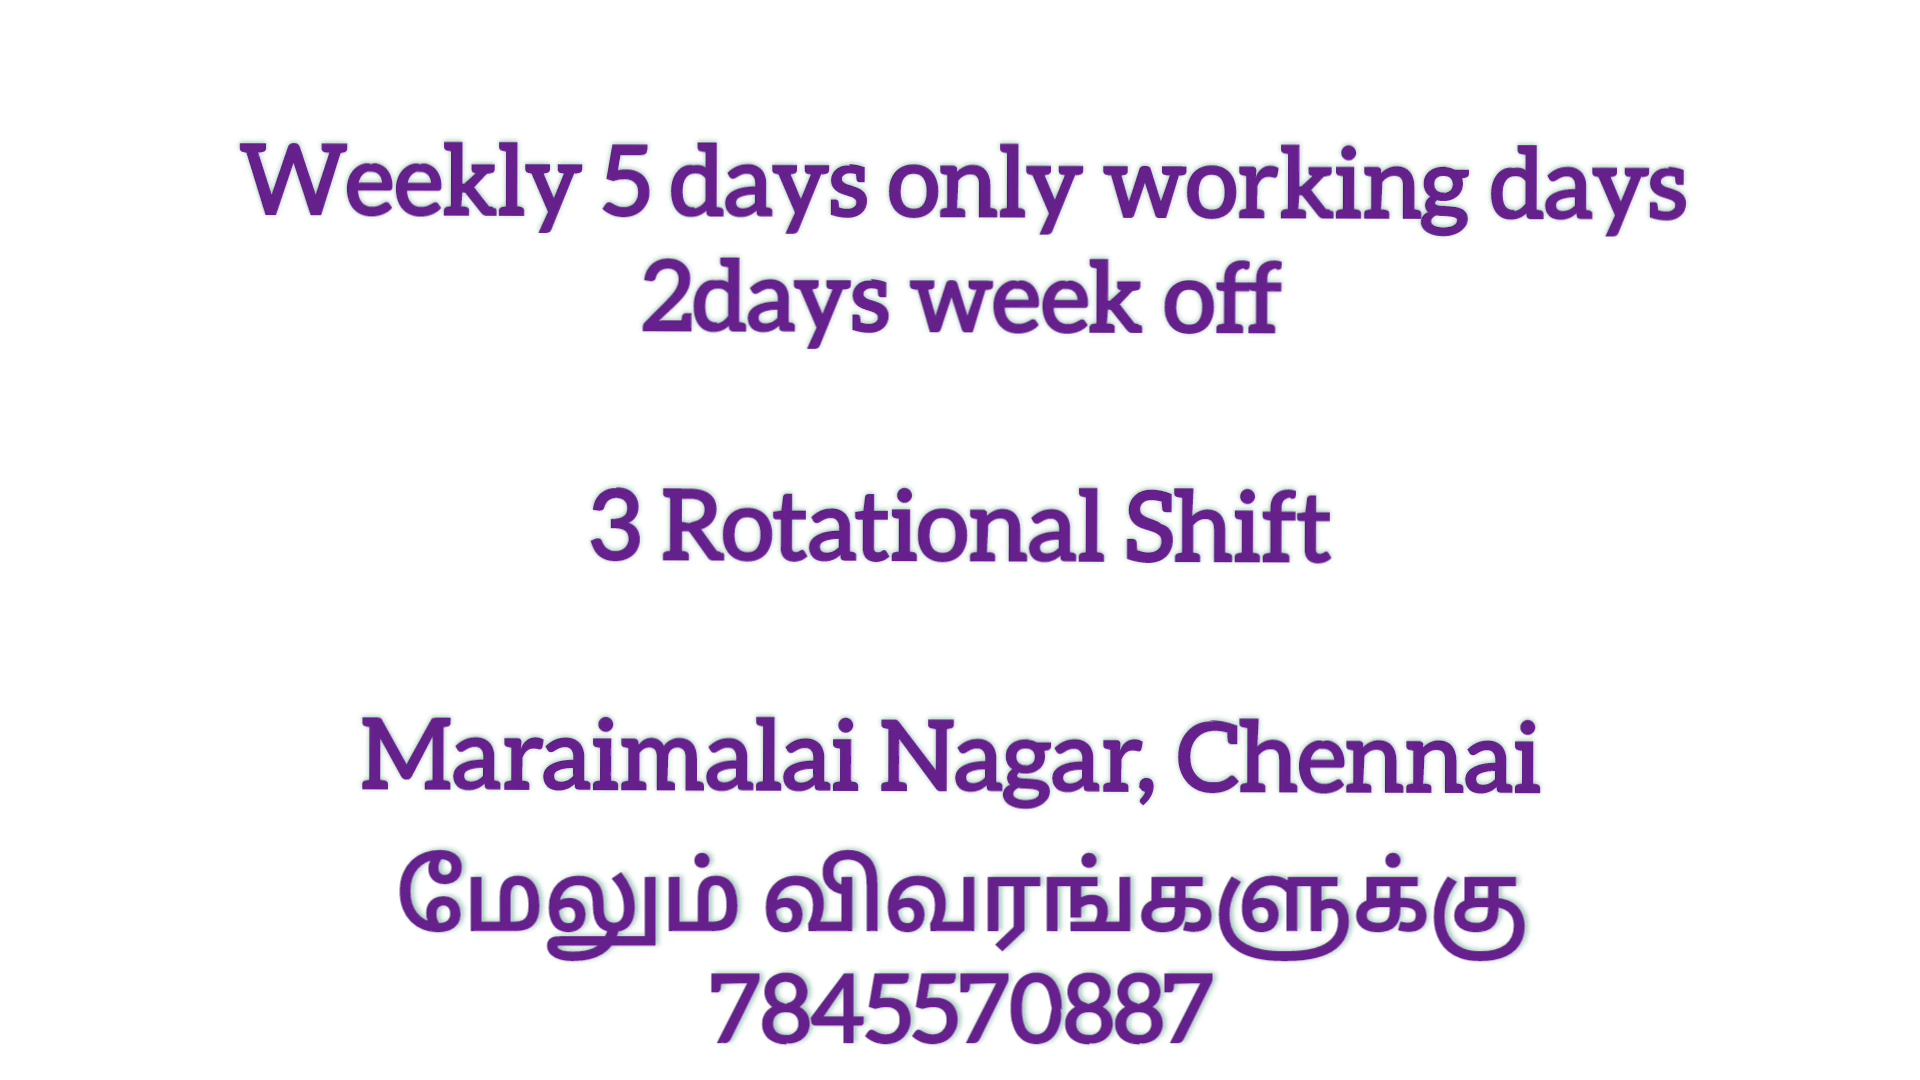 Weekly 5 days only working days
2days week off
3 Rotational Shift
Maraimalai Nagar, Chennai
மேலும் விவரங்களுக்கு
7845570887